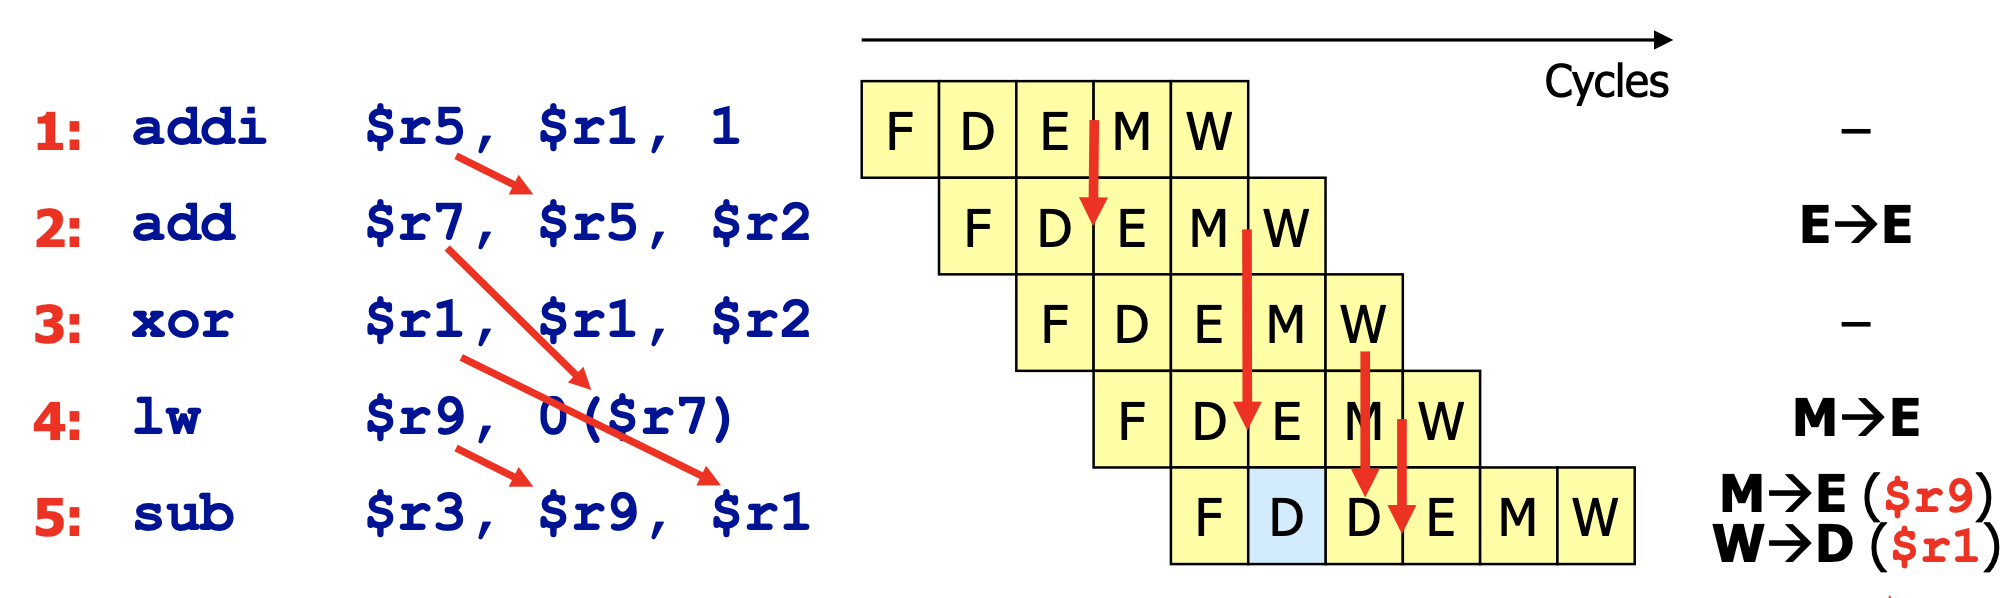 Cycles
1: addi $r5, $r1, 1 F D E M W –
2: add $r7, $r5, $r2 F D E M W E→E
3: xor $r1, $r1, $r2 F D E M W –
4: lw $r9, 0($r7) F D E M W M→E
5: sub $r3, $r9, $r1 F D D E M W M→E ($r9)
W→D ($r1)